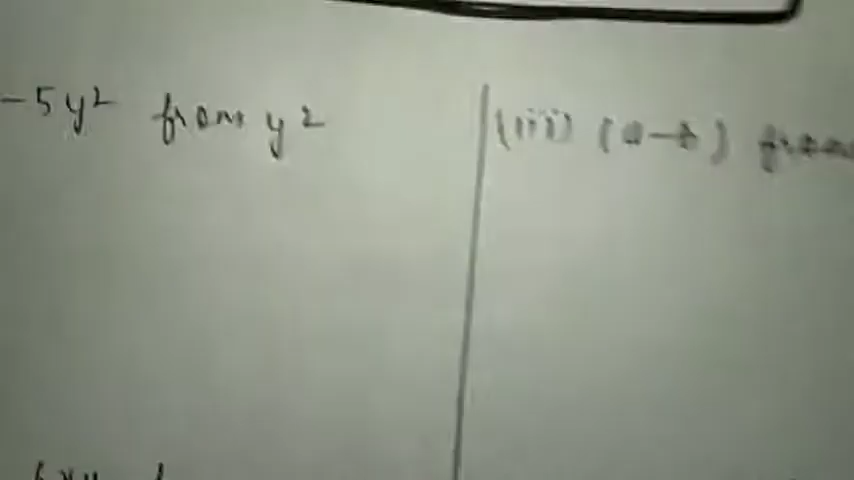 -5y² from y²
(iii) (a-b) from